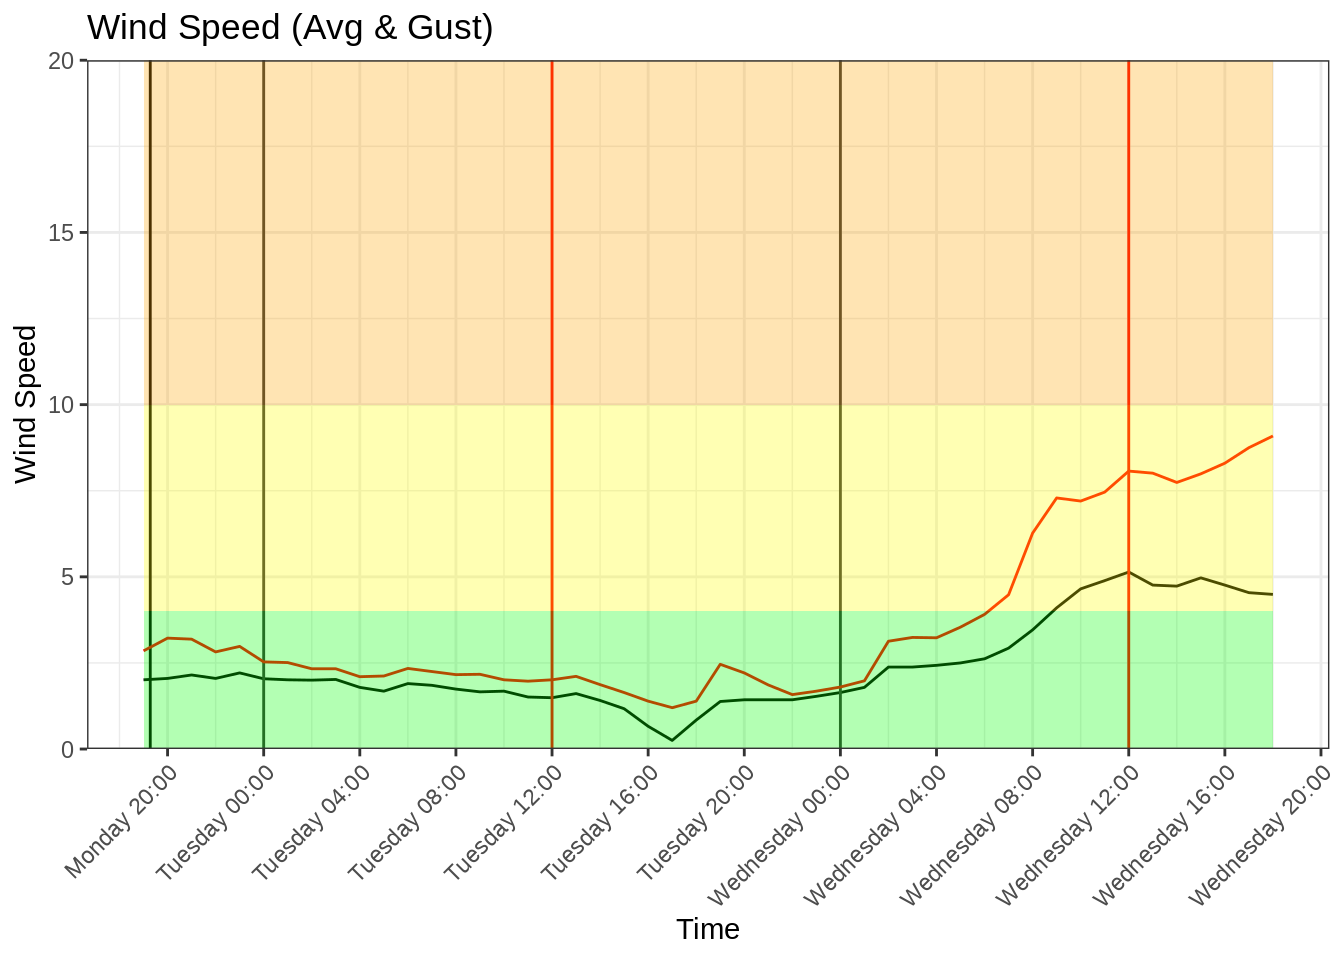 Wind Speed (Avg & Gust)
20
15
10
5
0
Wind Speed
Monday 20:00
Tuesday 00:00
Tuesday 04:00
Tuesday 08:00
Tuesday 12:00
Tuesday 16:00
Tuesday 20:00
Wednesday 00:00
Wednesday 04:00
Wednesday 08:00
Wednesday 12:00
Wednesday 16:00
Wednesday 20:00
Time